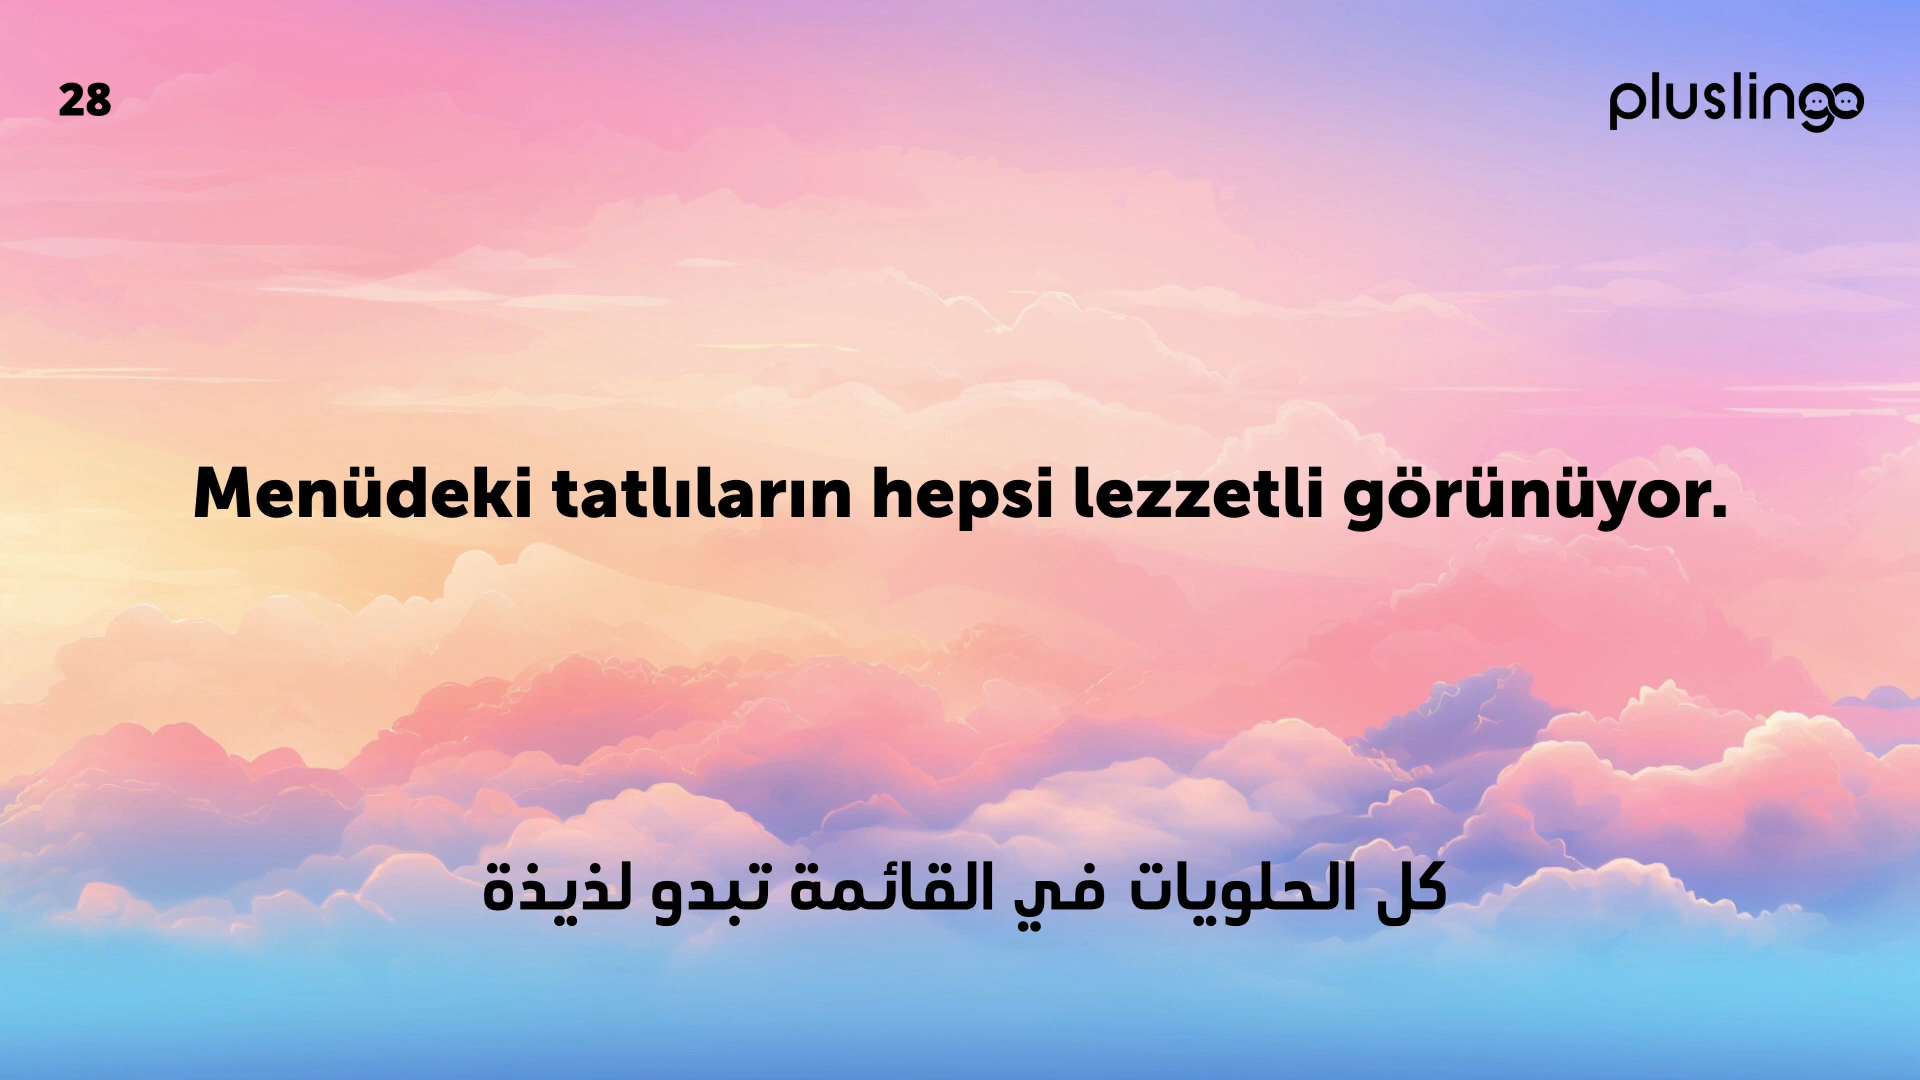 28
pluslingo
Menüdeki tatlıların hepsi lezzetli görünüyor.
كل الحلويات في القائمة تبدو لذيذة